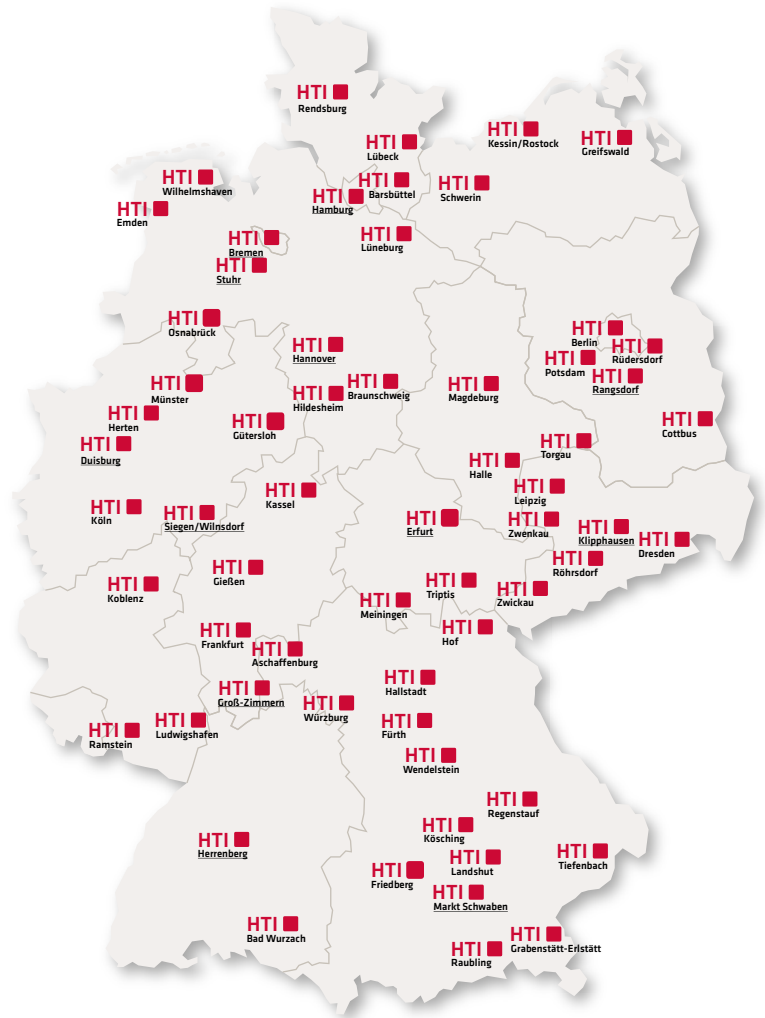 HTI
Rendsburg
HTI
Kessin/Rostock
HTI
Greifswald
HTI
Lübeck
HTI
Wilhelmshaven
HTI
Barsbüttel
HTI
Schwerin
HTI
Hamburg
HTI
Emden
HTI
Lüneburg
HTI
Bremen
HTI
Stuhr
HTI
Osnabrück
HTI
Berlin
HTI
Hannover
HTI
Rüdersdorf
HTI
Potsdam
HTI
Rangsdorf
HTI
Münster
HTI
Braunschweig
HTI
Magdeburg
HTI
Hildesheim
HTI
Herten
HTI
Gütersloh
HTI
Cottbus
HTI
Duisburg
HTI
Torgau
HTI
Halle
HTI
Leipzig
HTI
Kassel
HTI
Köln
HTI
Siegen/Wilnsdorf
HTI
Erfurt
HTI
Zwenkau
HTI
Klipphausen
HTI
Dresden
HTI
Röhrsdorf
HTI
Gießen
HTI
Koblenz
HTI
Triptis
HTI
Zwickau
HTI
Meiningen
HTI
Hof
HTI
Frankfurt
HTI
Aschaffenburg
HTI
Hallstadt
HTI
Groß-Zimmern
HTI
Würzburg
HTI
Ludwigshafen
HTI
Fürth
HTI
Ramstein
HTI
Wendelstein
HTI
Regenstauf
HTI
Kösching
HTI
Herrenberg
HTI
Tiefenbach
HTI
Landshut
HTI
Friedberg
HTI
Markt Schwaben
HTI
Bad Wurzach
HTI
Grabenstätt-Erlstätt
HTI
Raubling